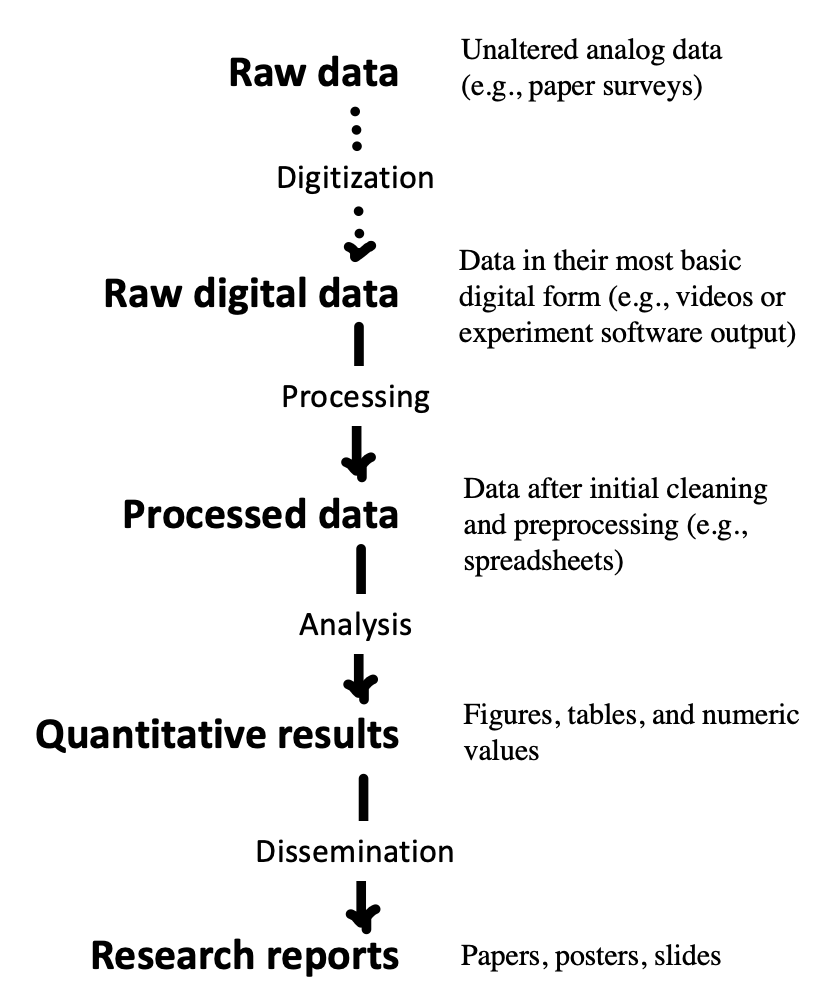 Raw data
Unaltered analog data
(e.g., paper surveys)
Digitization
Raw digital data
Data in their most basic
digital form (e.g., videos or
experiment software output)
Processing
Processed data
Data after initial cleaning
and preprocessing (e.g.,
spreadsheets)
Analysis
Quantitative results
Figures, tables, and numeric
values
Dissemination
Research reports
Papers, posters, slides